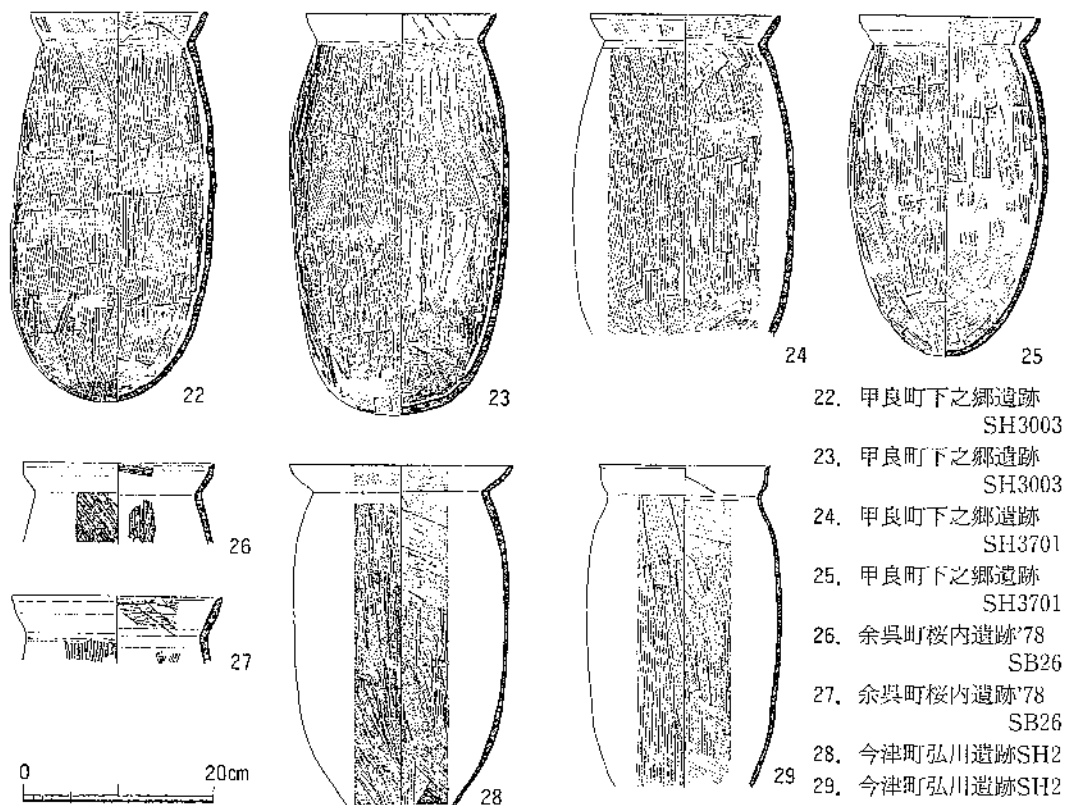 22
23
24
25
26
27
28
29
0 20cm
22. 甲良町下之郷遺跡
SH3003
23. 甲良町下之郷遺跡
SH3003
24. 甲良町下之郷遺跡
SH3701
25. 甲良町下之郷遺跡
SH3701
26. 余呉町桜内遺跡'78
SB26
27. 余呉町桜内遺跡'78
SB26
28. 今津町弘川遺跡SH2
29. 今津町弘川遺跡SH2